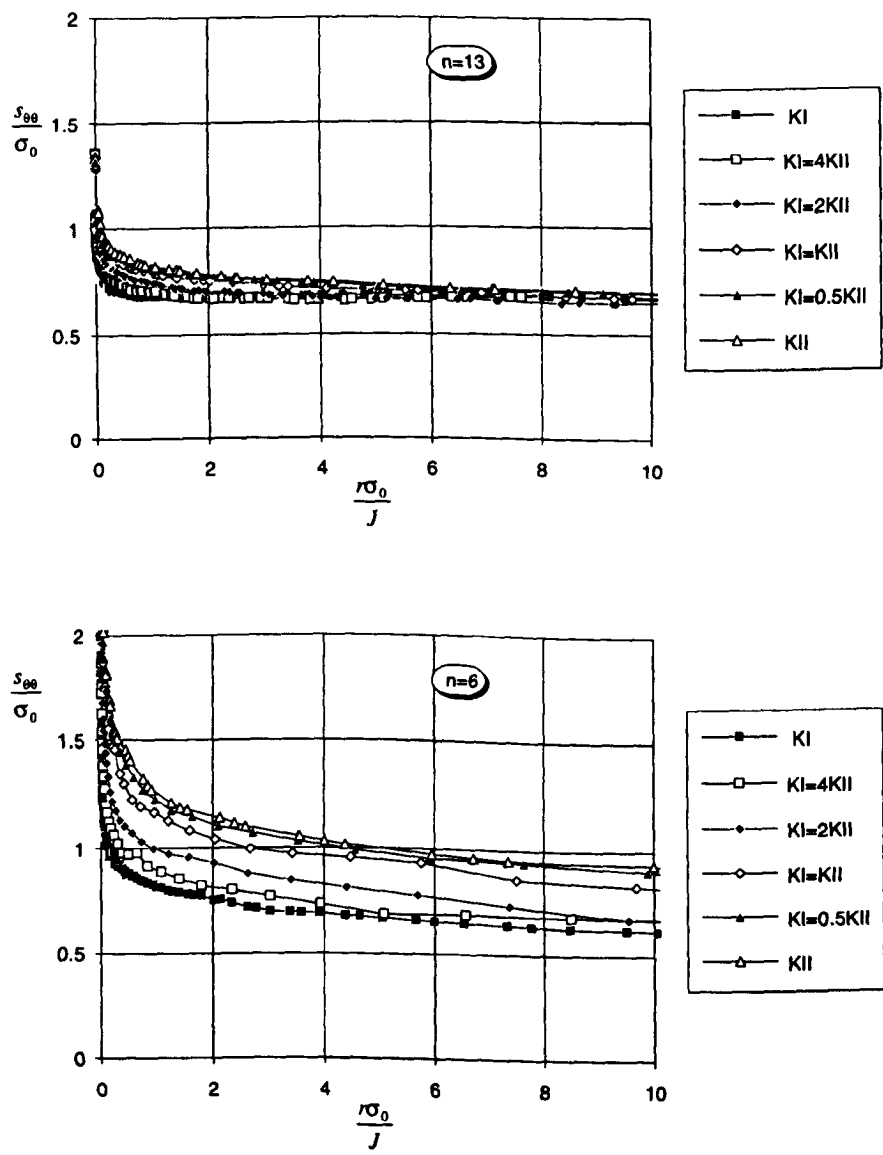 2
n=13
1.5
sθθ
σ0
1
0.5
0
0 2 4 6 8 10
rσ0
J
KI
KI=4KII
KI=2KII
KI=KII
KI=0.5KII
KII
2
n=6
1.5
sθθ
σ0
1
0.5
0
0 2 4 6 8 10
rσ0
J
KI
KI=4KII
KI=2KII
KI=KII
KI=0.5KII
KII